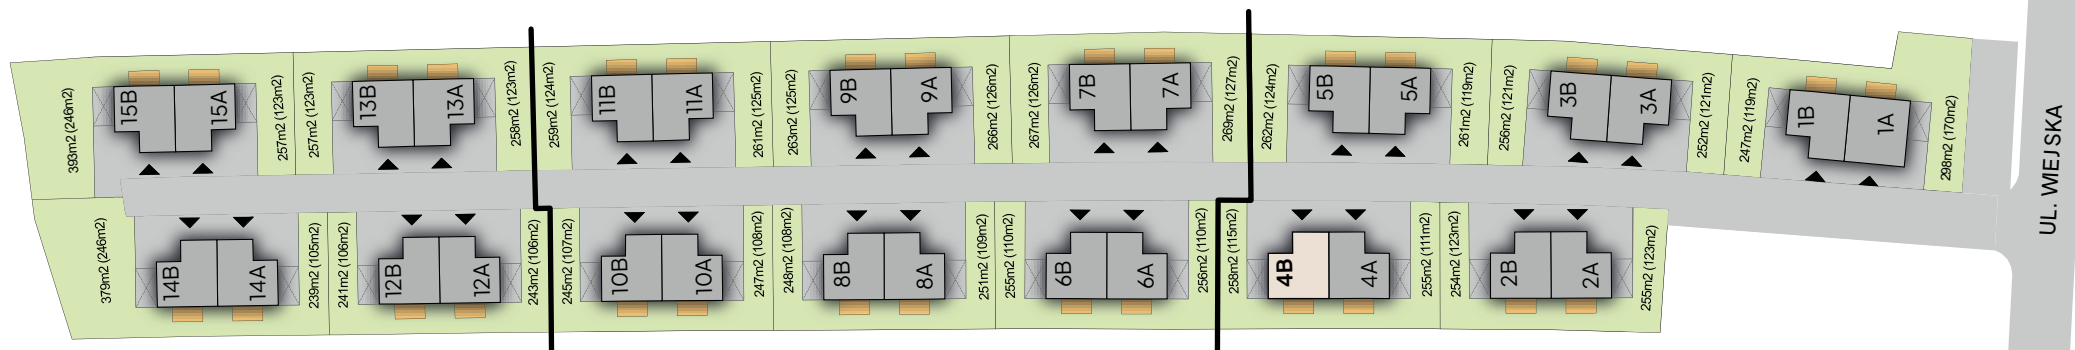 393m2 (246m2)
15B
15A
257m2 (123m2)
257m2 (123m2)
13B
13A
258m2 (123m2)
259m2 (124m2)
11B
11A
261m2 (125m2)
263m2 (125m2)
9B
9A
266m2 (126m2)
267m2 (126m2)
7B
7A
269m2 (127m2)
262m2 (124m2)
5B
5A
261m2 (119m2)
256m2 (121m2)
3B
3A
252m2 (121m2)
247m2 (119m2)
1B
1A
298m2 (170m2)
UL. WIEJSKA
379m2 (246m2)
14B
14A
239m2 (105m2)
241m2 (106m2)
12B
12A
243m2 (106m2)
245m2 (107m2)
10B
10A
247m2 (108m2)
248m2 (108m2)
8B
8A
251m2 (109m2)
255m2 (110m2)
6B
6A
256m2 (110m2)
258m2 (115m2)
4B
4A
255m2 (111m2)
254m2 (123m2)
2B
2A
255m2 (123m2)